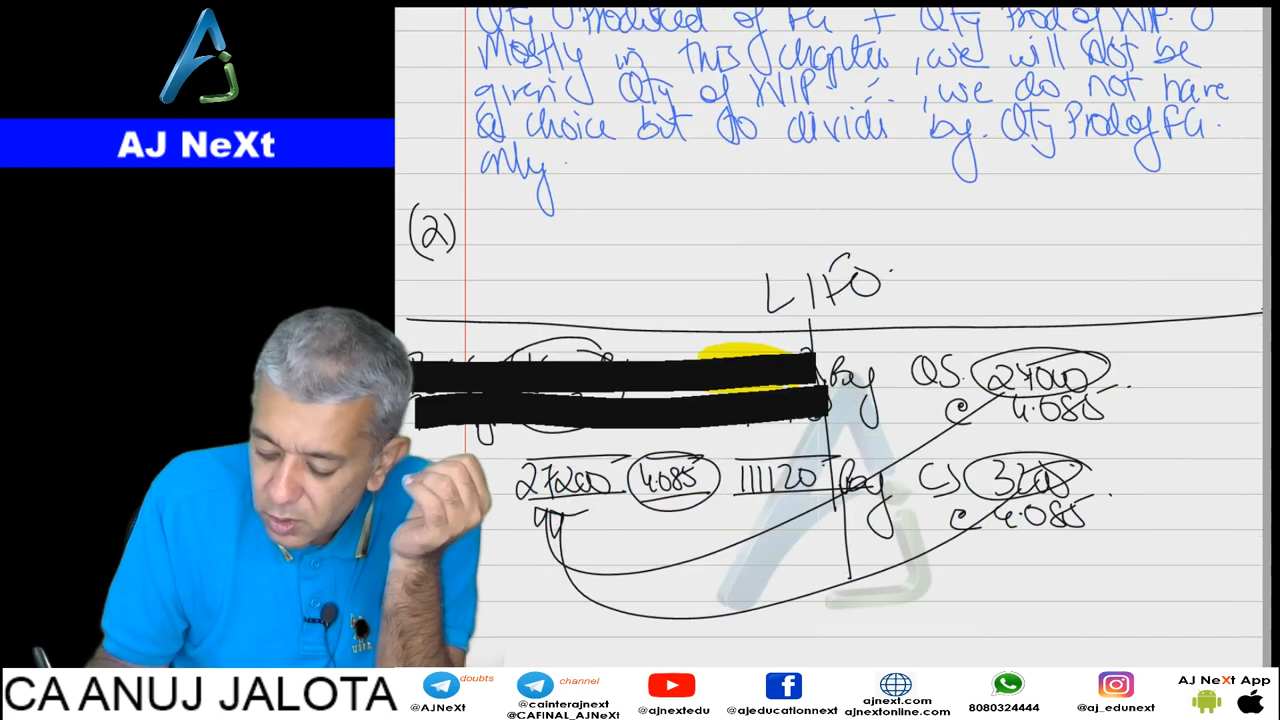 Qty Produced of FG + Qty Prod of WIP.
Mostly in this chapter, we will not be
given Qty of WIP ∴, we do not have
a choice but to divide by. Qty Prod of FG.
only.
AJ NeXt
(2)
LIFO.
By QS. 24000
@ 4.085
27200 4.085 111120 By CS 3200
@ 4.085
CA ANUJ JALOTA
doubts
@AJNeXt
channel
@cainterajnext
@CAFINAL_AJNeXt
@ajnextedu
@ajeducationnext
ajnext.com
ajnextonline.com
8080324444
@aj_edunext
AJ NeXt App